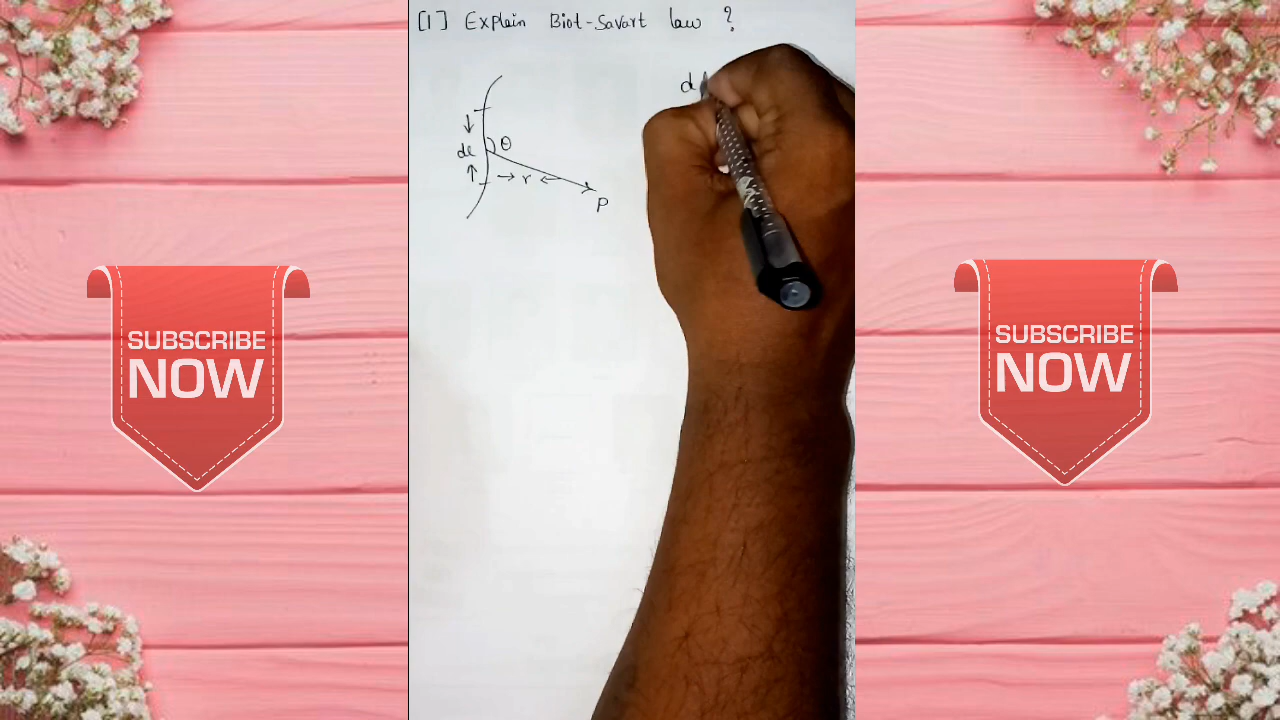 [1] Explain Biot-Savart law ?
d
θ
dl
r
P
SUBSCRIBE
NOW
SUBSCRIBE
NOW